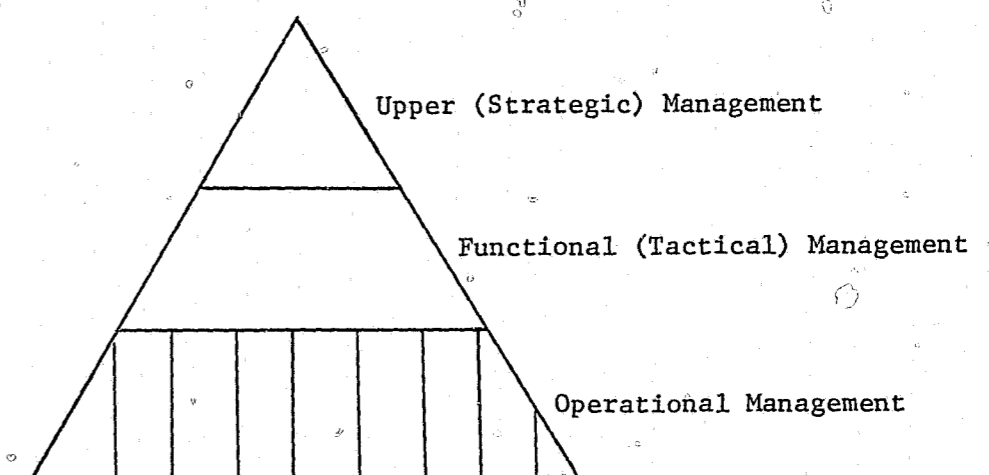 Upper (Strategic) Management
Functional (Tactical) Management
Operational Management